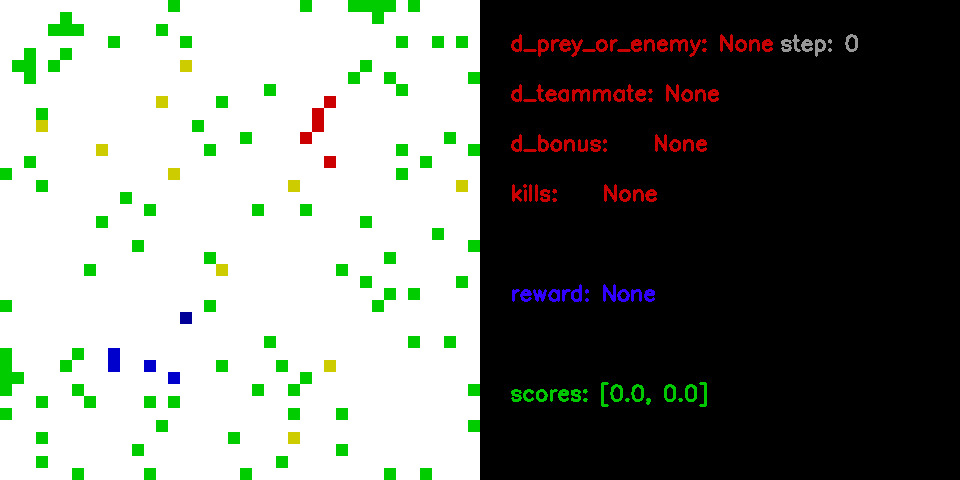 d_prey_or_enemy: None step: 0
d_teammate: None
d_bonus: None
kills: None
reward: None
scores: [0.0, 0.0]